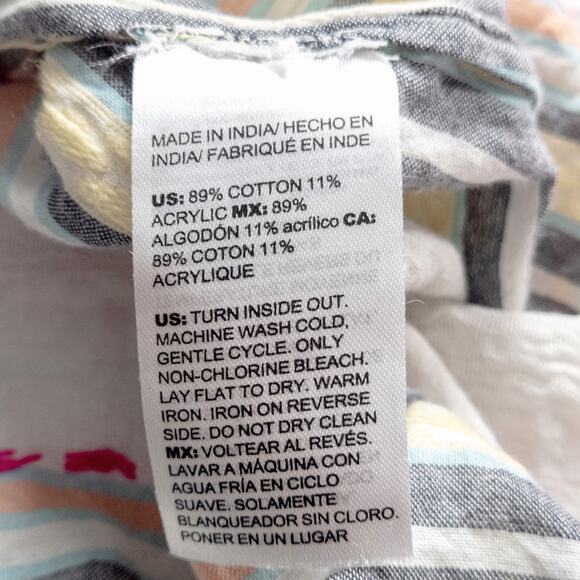 MADE IN INDIA/ HECHO EN
INDIA/ FABRIQUÉ EN INDE
US: 89% COTTON 11%
ACRYLIC MX: 89%
ALGODÓN 11% acrílico CA:
89% COTON 11%
ACRYLIQUE
US: TURN INSIDE OUT.
MACHINE WASH COLD,
GENTLE CYCLE. ONLY
NON-CHLORINE BLEACH.
LAY FLAT TO DRY. WARM
IRON. IRON ON REVERSE
SIDE. DO NOT DRY CLEAN
MX: VOLTEAR AL REVÉS.
LAVAR A MÁQUINA CON
AGUA FRÍA EN CICLO
SUAVE. SOLAMENTE
BLANQUEADOR SIN CLORO.
PONER EN UN LUGAR